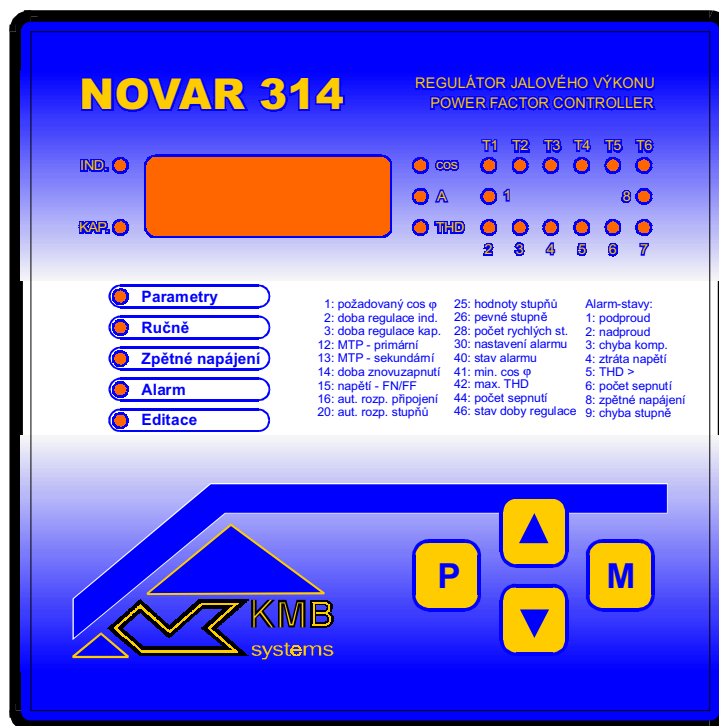 NOVAR 314
REGULÁTOR JALOVÉHO VÝKONU
POWER FACTOR CONTROLLER
T1 T2 T3 T4 T5 T6
IND.
cos
A
1
8
KAP.
THD
2 3 4 5 6 7
Parametry
Ručně
Zpětné napájení
Alarm
Editace
1: požadovaný cos φ
2: doba regulace ind.
3: doba regulace kap.
12: MTP - primární
13: MTP - sekundámí
14: doba znovuzapnutí
15: napětí - FN/FF
16: aut. rozp. připojení
20: aut. rozp. stupňů
25: hodnoty stupňů
26: pevné stupně
28: počet rychlých st.
30: nastavení alarmu
40: stav alarmu
41: min. cos φ
42: max. THD
44: počet sepnutí
46: stav doby regulace
Alarm-stavy:
1: podproud
2: nadproud
3: chyba komp.
4: ztráta napětí
5: THD >
6: počet sepnutí
8: zpětné napájení
9: chyba stupně
P
▲
▼
M
KMB
systems